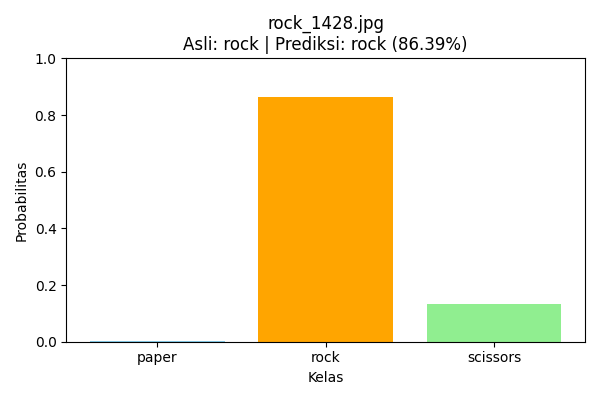 rock_1428.jpg
Asli: rock | Prediksi: rock (86.39%)
1.0
0.8
0.6
0.4
0.2
0.0
Probabilitas
paper
rock
scissors
Kelas